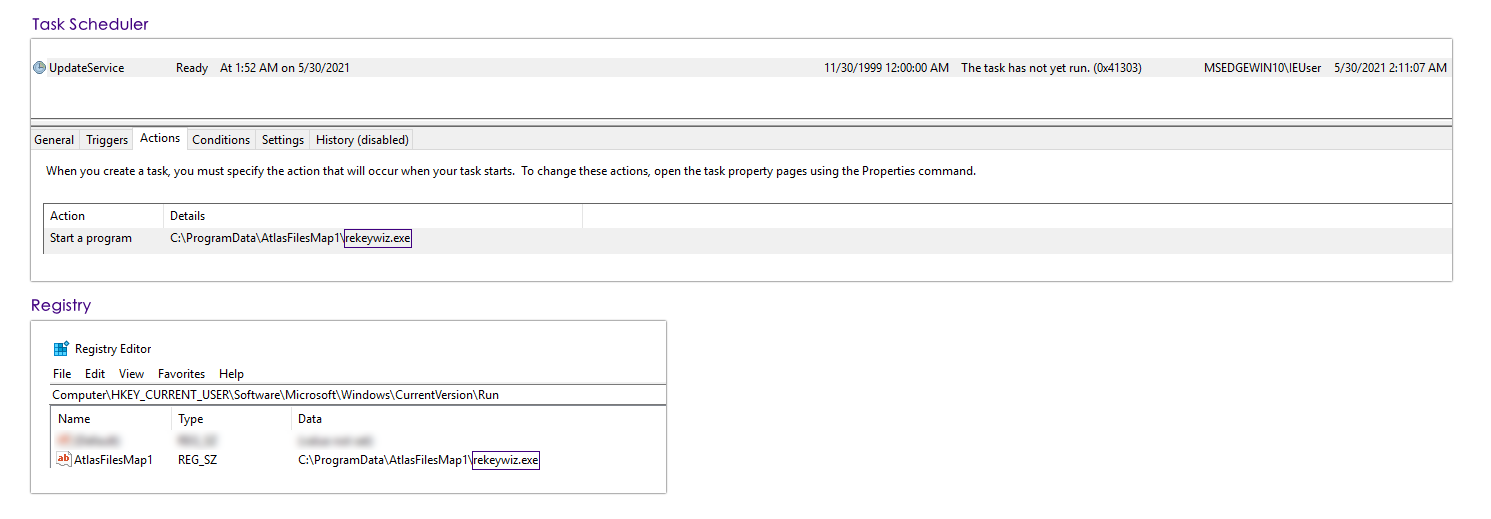 Task Scheduler
UpdateService Ready At 1:52 AM on 5/30/2021 11/30/1999 12:00:00 AM The task has not yet run. (0x41303) MSEDGEWIN10\IEUser 5/30/2021 2:11:07 AM
General Triggers Actions Conditions Settings History (disabled)
When you create a task, you must specify the action that will occur when your task starts. To change these actions, open the task property pages using the Properties command.
Action Details
Start a program C:\ProgramData\AtlasFilesMap1\rekeywiz.exe
Registry
Registry Editor
File Edit View Favorites Help
Computer\HKEY_CURRENT_USER\Software\Microsoft\Windows\CurrentVersion\Run
Name Type Data
ab AtlasFilesMap1 REG_SZ C:\ProgramData\AtlasFilesMap1\rekeywiz.exe